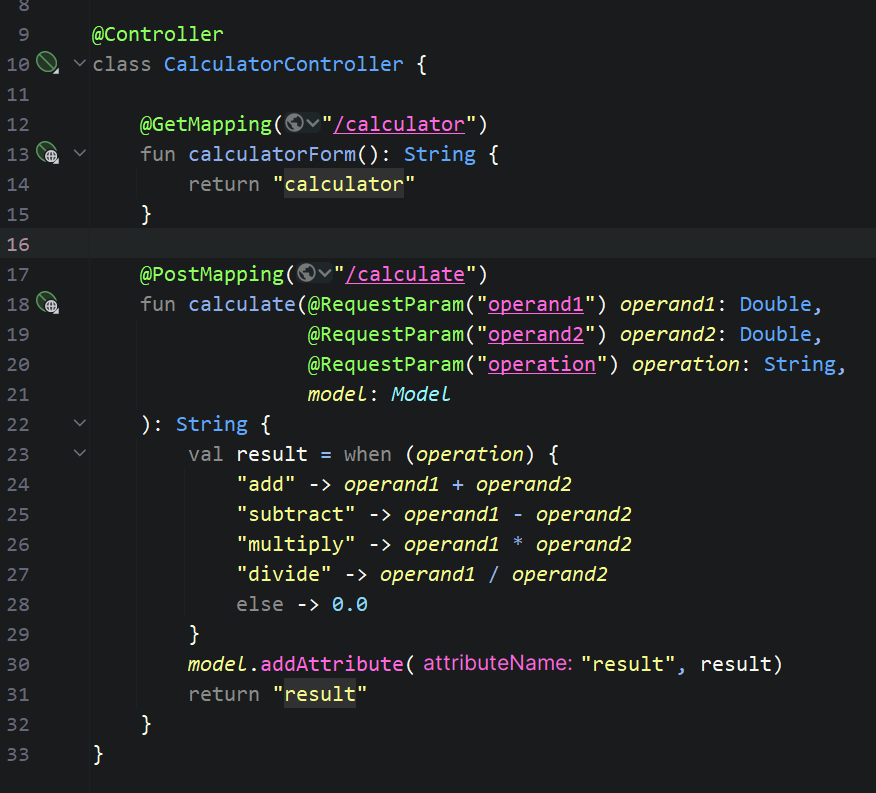 8
9 @Controller
10 class CalculatorController {
11
12 @GetMapping("/calculator")
13 fun calculatorForm(): String {
14 return "calculator"
15 }
16
17 @PostMapping("/calculate")
18 fun calculate(@RequestParam("operand1") operand1: Double,
19 @RequestParam("operand2") operand2: Double,
20 @RequestParam("operation") operation: String,
21 model: Model
22 ): String {
23 val result = when (operation) {
24 "add" -> operand1 + operand2
25 "subtract" -> operand1 - operand2
26 "multiply" -> operand1 * operand2
27 "divide" -> operand1 / operand2
28 else -> 0.0
29 }
30 model.addAttribute( attributeName: "result", result)
31 return "result"
32 }
33 }